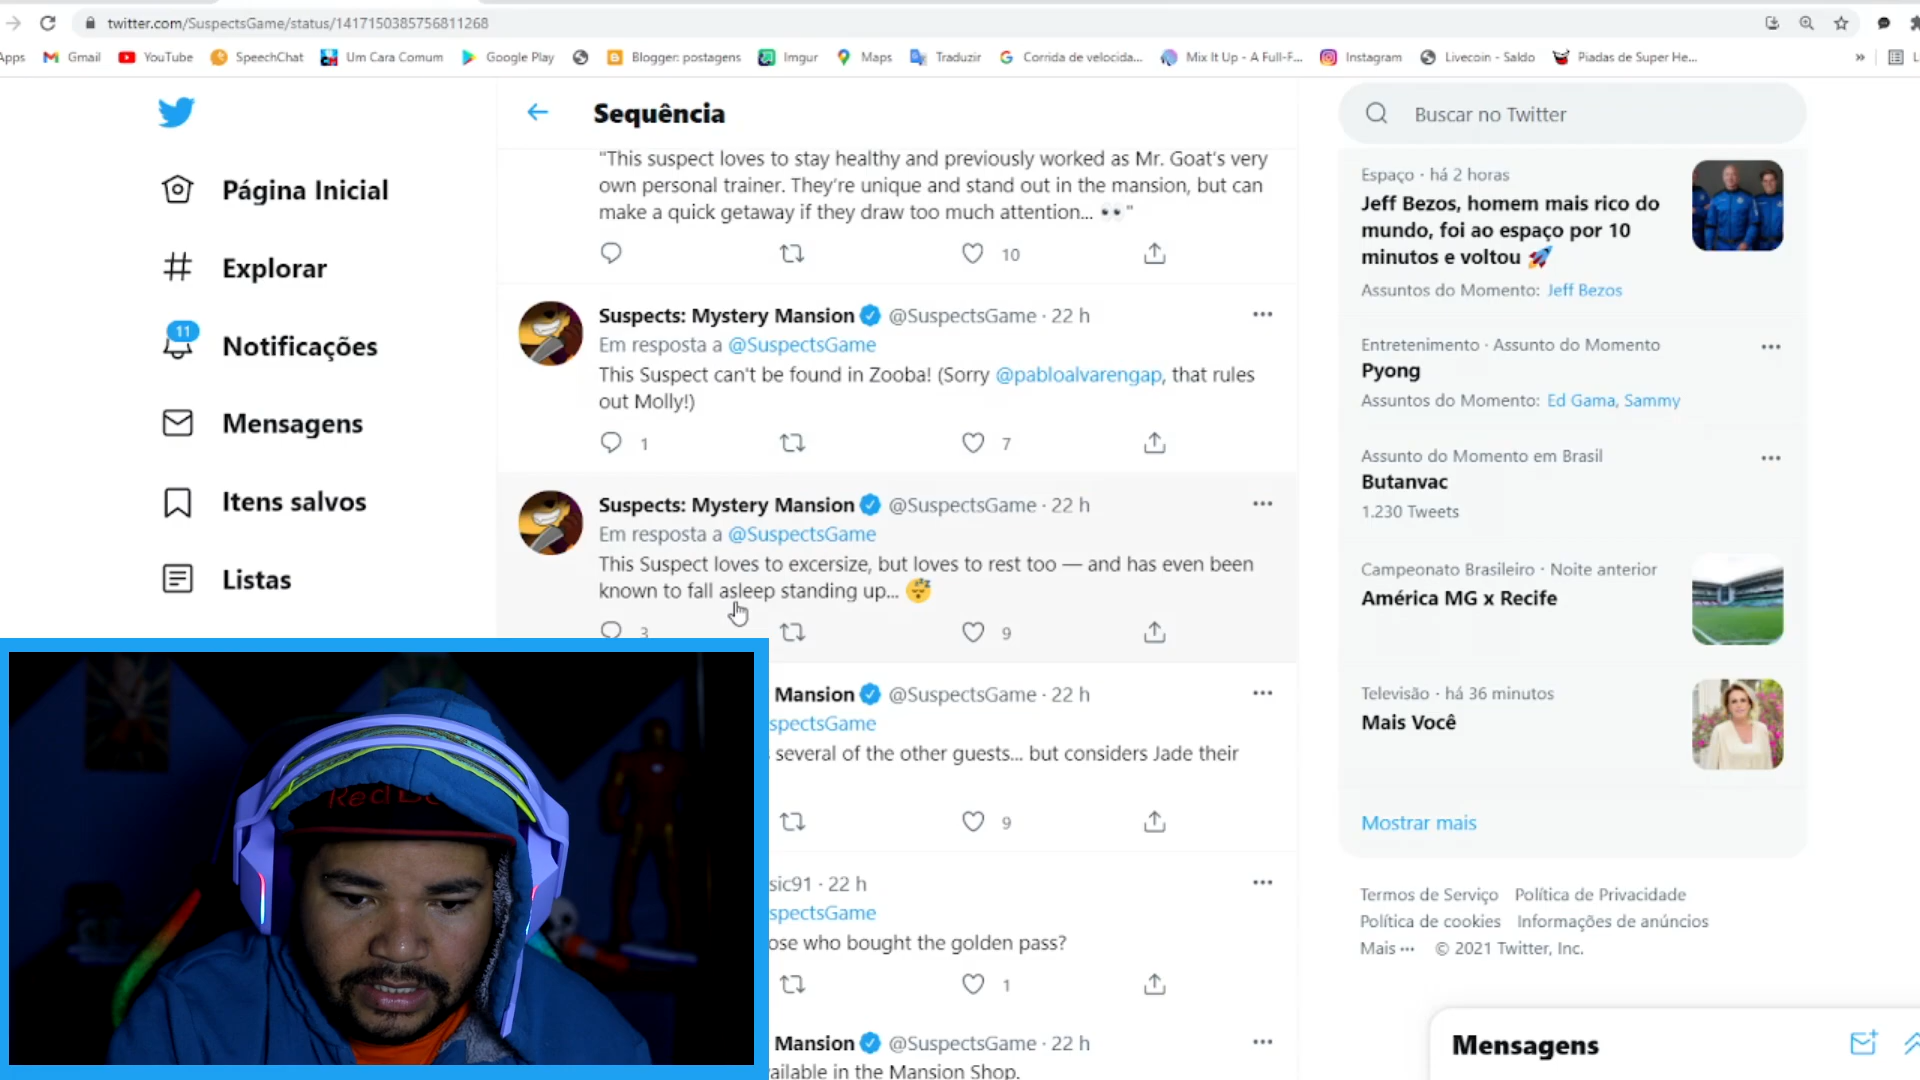 twitter.com/SuspectsGame/status/1417150385756811268
Apps Gmail YouTube SpeechChat Um Cara Comum Google Play Blogger: postagens Imgur Maps Traduzir Corrida de velocida... Mix It Up - A Full-F... Instagram Livecoin - Saldo Piadas de Super He... »
Página Inicial
Explorar
11
Notificações
Mensagens
Itens salvos
Listas
Sequência
"This suspect loves to stay healthy and previously worked as Mr. Goat's very
own personal trainer. They're unique and stand out in the mansion, but can
make a quick getaway if they draw too much attention... 👀"
10
Suspects: Mystery Mansion @SuspectsGame · 22 h
Em resposta a @SuspectsGame
This Suspect can't be found in Zooba! (Sorry @pabloalvarengap, that rules
out Molly!)
1 7
Suspects: Mystery Mansion @SuspectsGame · 22 h
Em resposta a @SuspectsGame
This Suspect loves to excersize, but loves to rest too — and has even been
known to fall asleep standing up... 😴
3 9
Mansion @SuspectsGame · 22 h
spectsGame
several of the other guests... but considers Jade their
9
sic91 · 22 h
spectsGame
ose who bought the golden pass?
1
Mansion @SuspectsGame · 22 h
ailable in the Mansion Shop.
Buscar no Twitter
Espaço · há 2 horas
Jeff Bezos, homem mais rico do
mundo, foi ao espaço por 10
minutos e voltou 🚀
Assuntos do Momento: Jeff Bezos
Entretenimento · Assunto do Momento
Pyong
Assuntos do Momento: Ed Gama, Sammy
Assunto do Momento em Brasil
Butanvac
1.230 Tweets
Campeonato Brasileiro · Noite anterior
América MG x Recife
Televisão · há 36 minutos
Mais Você
Mostrar mais
Termos de Serviço Política de Privacidade
Política de cookies Informações de anúncios
Mais ··· © 2021 Twitter, Inc.
Mensagens
Red